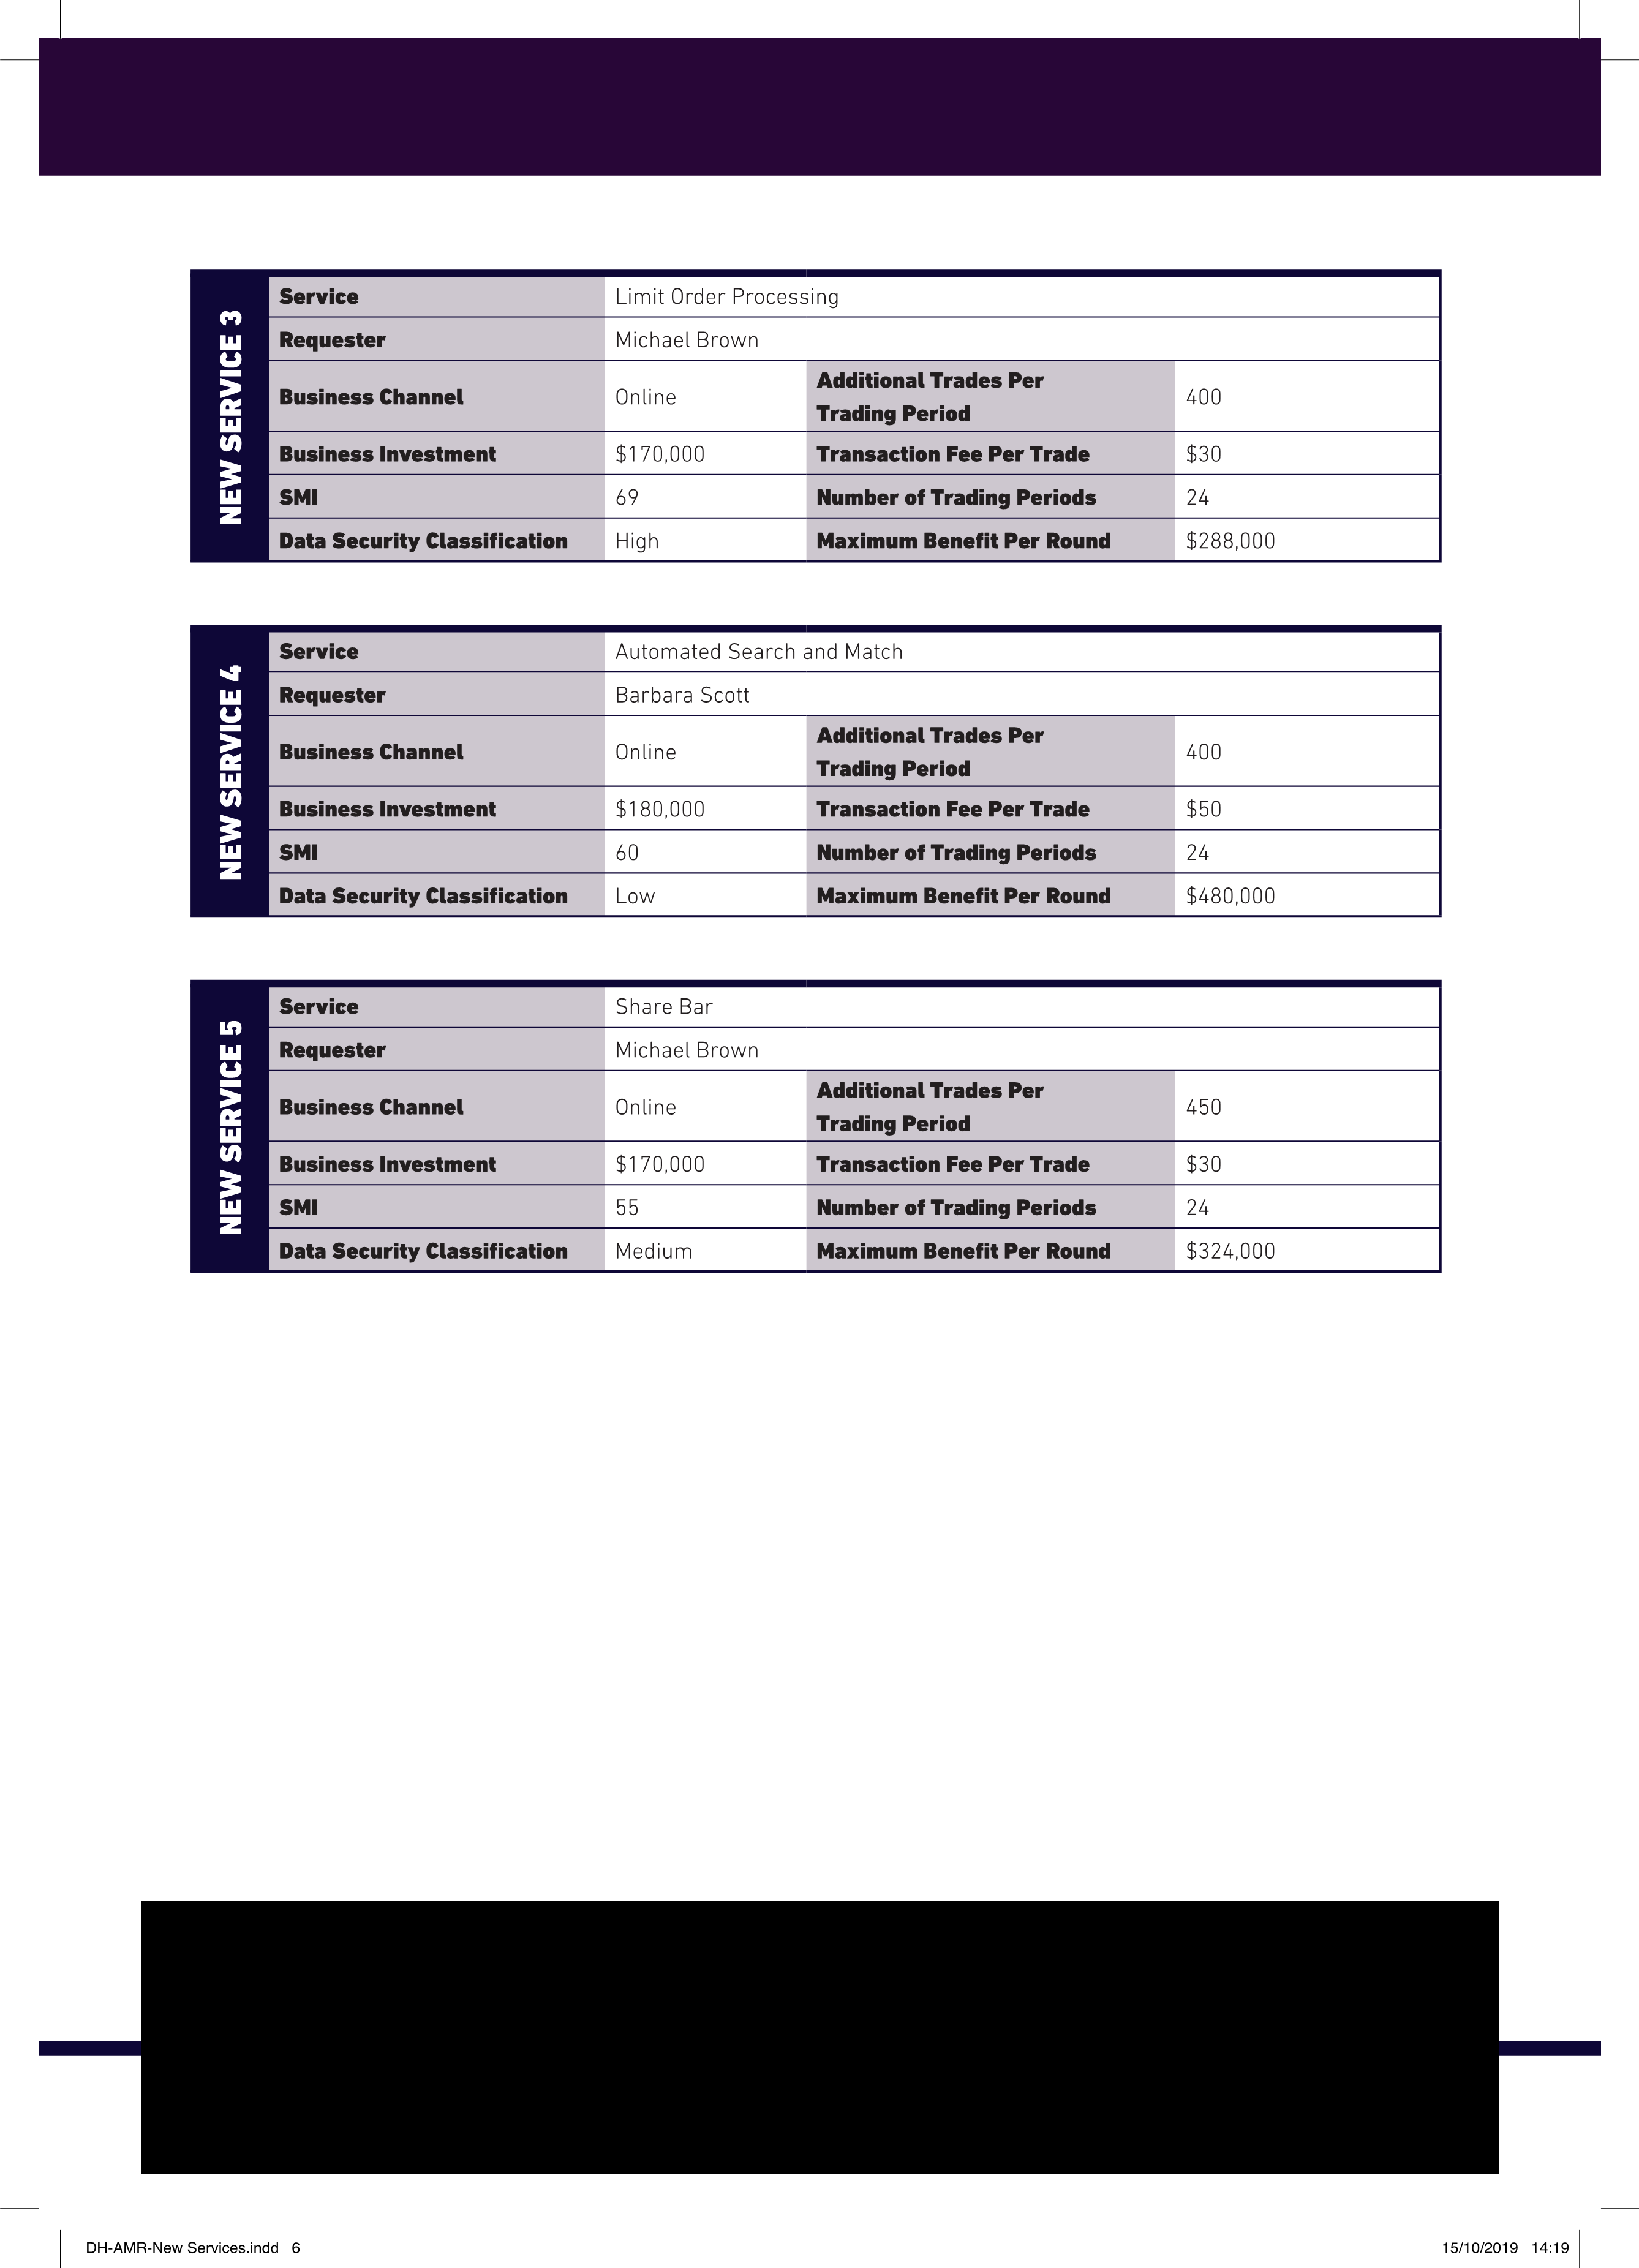 NEW SERVICE 3
Service Limit Order Processing
Requester Michael Brown
Business Channel Online Additional Trades Per
Trading Period 400
Business Investment $170,000 Transaction Fee Per Trade $30
SMI 69 Number of Trading Periods 24
Data Security Classification High Maximum Benefit Per Round $288,000
NEW SERVICE 4
Service Automated Search and Match
Requester Barbara Scott
Business Channel Online Additional Trades Per
Trading Period 400
Business Investment $180,000 Transaction Fee Per Trade $50
SMI 60 Number of Trading Periods 24
Data Security Classification Low Maximum Benefit Per Round $480,000
NEW SERVICE 5
Service Share Bar
Requester Michael Brown
Business Channel Online Additional Trades Per
Trading Period 450
Business Investment $170,000 Transaction Fee Per Trade $30
SMI 55 Number of Trading Periods 24
Data Security Classification Medium Maximum Benefit Per Round $324,000
DH-AMR-New Services.indd 6 15/10/2019 14:19